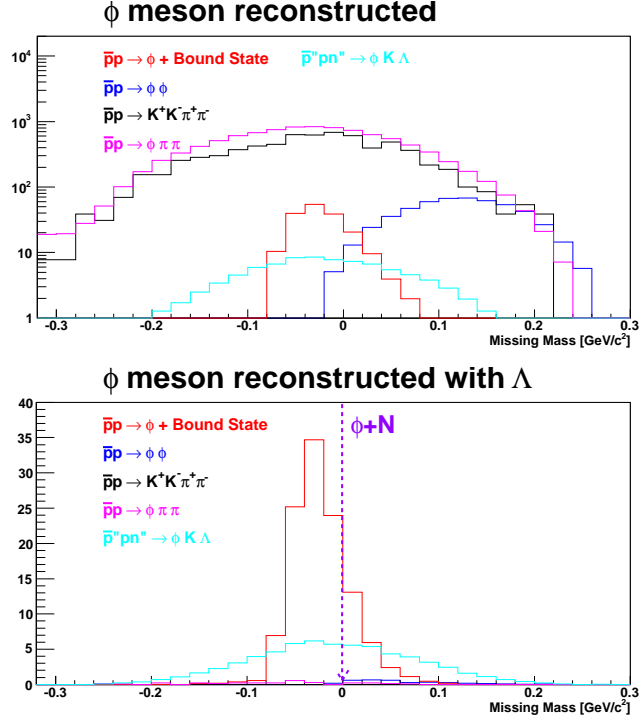 ϕ meson reconstructed
p̅p → ϕ + Bound State p̅"pn" → ϕ K Λ
p̅p → ϕ ϕ
p̅p → K⁺K⁻π⁺π⁻
p̅p → ϕ π π
10⁴
10³
10²
10
1
-0.3 -0.2 -0.1 0 0.1 0.2 0.3
Missing Mass [GeV/c²]
ϕ meson reconstructed with Λ
p̅p → ϕ + Bound State
p̅p → ϕ ϕ
p̅p → K⁺K⁻π⁺π⁻
p̅p → ϕ π π
p̅"pn" → ϕ K Λ
ϕ+N
40
35
30
25
20
15
10
5
0
-0.3 -0.2 -0.1 0 0.1 0.2 0.3
Missing Mass [GeV/c²]